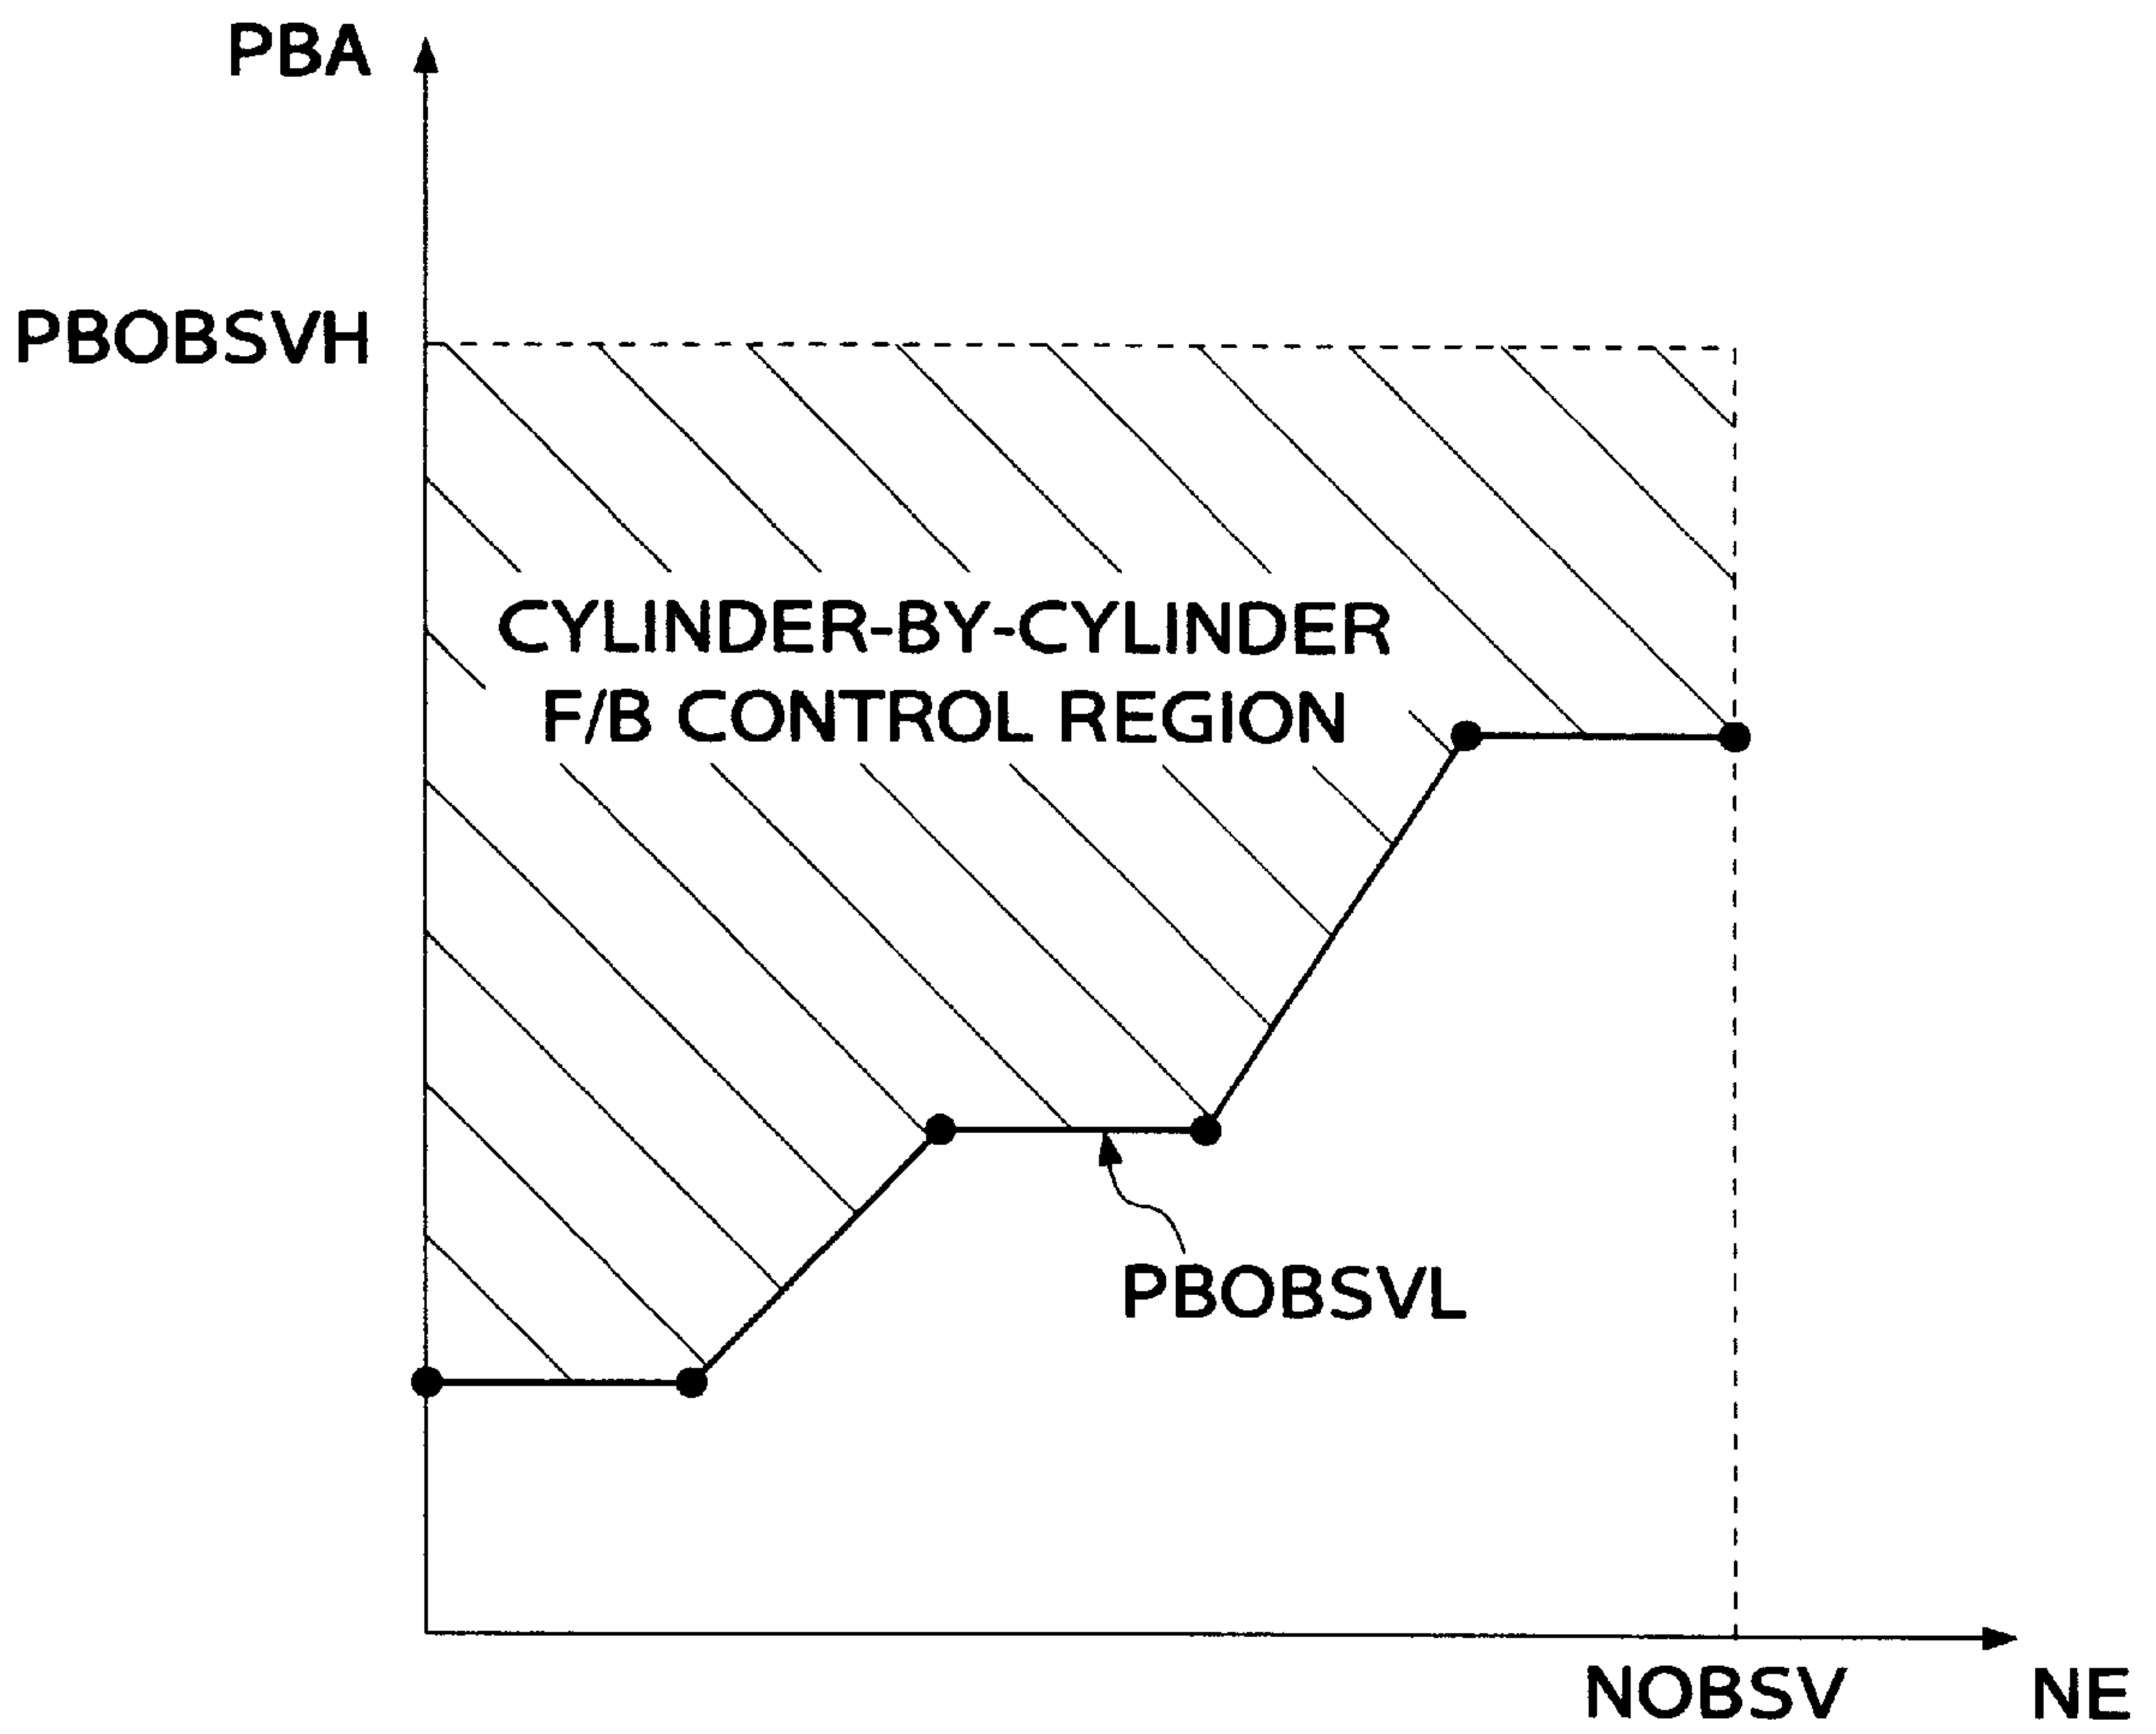 PBA
PBOBSVH
CYLINDER-BY-CYLINDER
F/B CONTROL REGION
PBOBSVL
NOBSV
NE